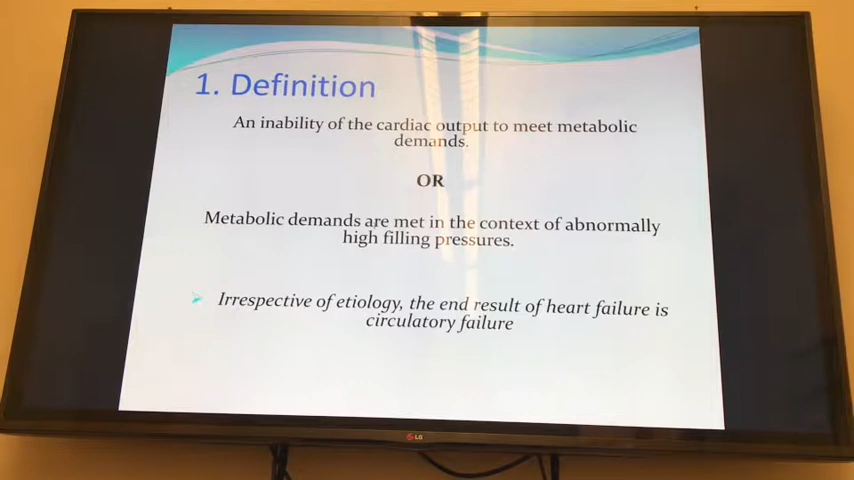 1. Definition
An inability of the cardiac output to meet metabolic
demands.
OR
Metabolic demands are met in the context of abnormally
high filling pressures.
Irrespective of etiology, the end result of heart failure is
circulatory failure
LG